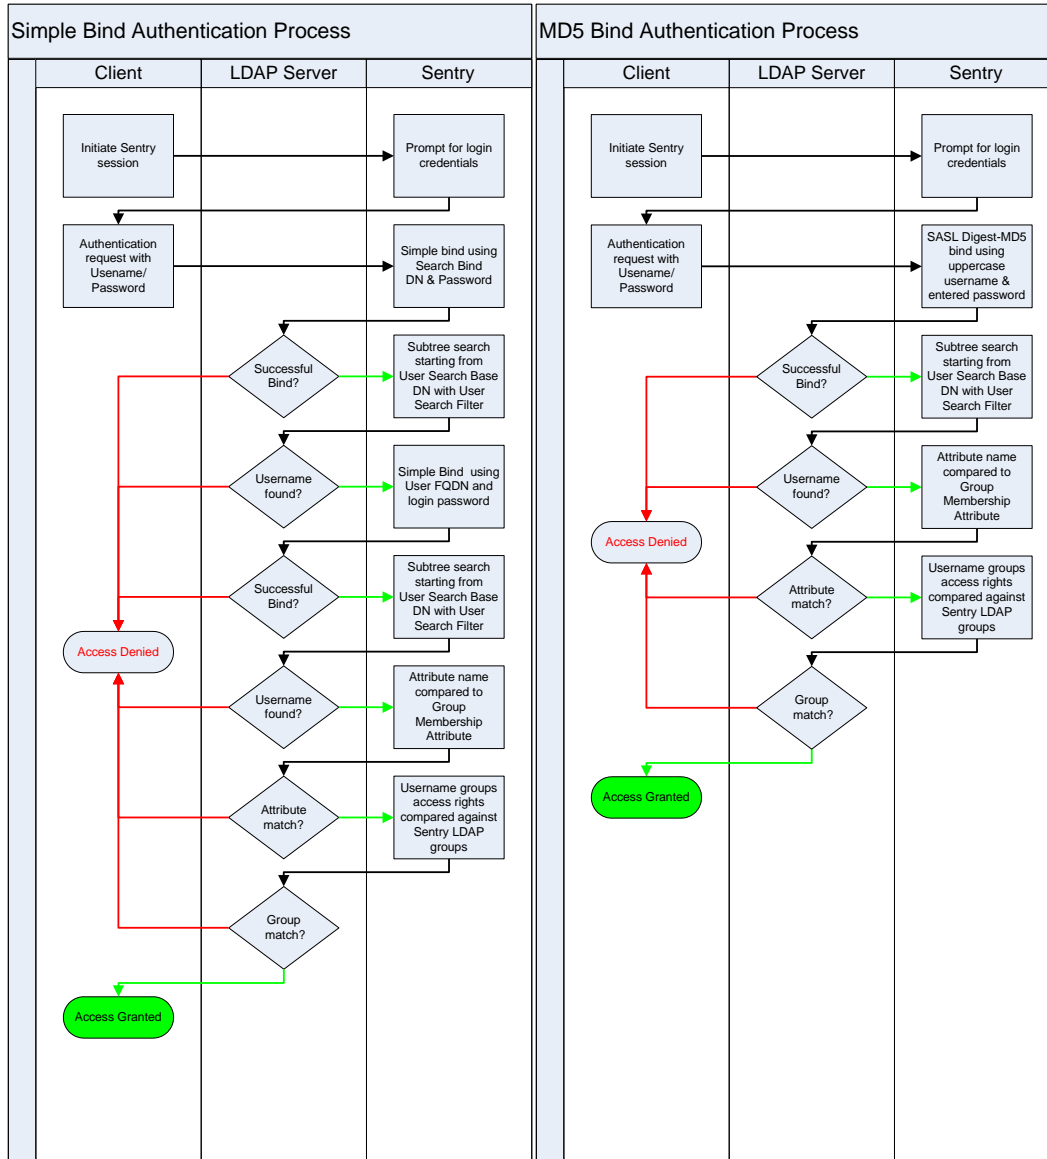 Simple Bind Authentication Process
Client
LDAP Server
Sentry
Initiate Sentry
session
Prompt for login
credentials
Authentication
request with
Usename/
Password
Simple bind using
Search Bind
DN & Password
Successful
Bind?
Subtree search
starting from
User Search Base
DN with User
Search Filter
Username
found?
Simple Bind using
User FQDN and
login password
Successful
Bind?
Subtree search
starting from
User Search Base
DN with User
Search Filter
Access Denied
Username
found?
Attribute name
compared to
Group
Membership
Attribute
Attribute
match?
Username groups
access rights
compared against
Sentry LDAP
groups
Group
match?
Access Granted
MD5 Bind Authentication Process
Client
LDAP Server
Sentry
Initiate Sentry
session
Prompt for login
credentials
Authentication
request with
Usename/
Password
SASL Digest-MD5
bind using
uppercase
username &
entered password
Successful
Bind?
Subtree search
starting from
User Search Base
DN with User
Search Filter
Username
found?
Attribute name
compared to
Group
Membership
Attribute
Access Denied
Attribute
match?
Username groups
access rights
compared against
Sentry LDAP
groups
Group
match?
Access Granted